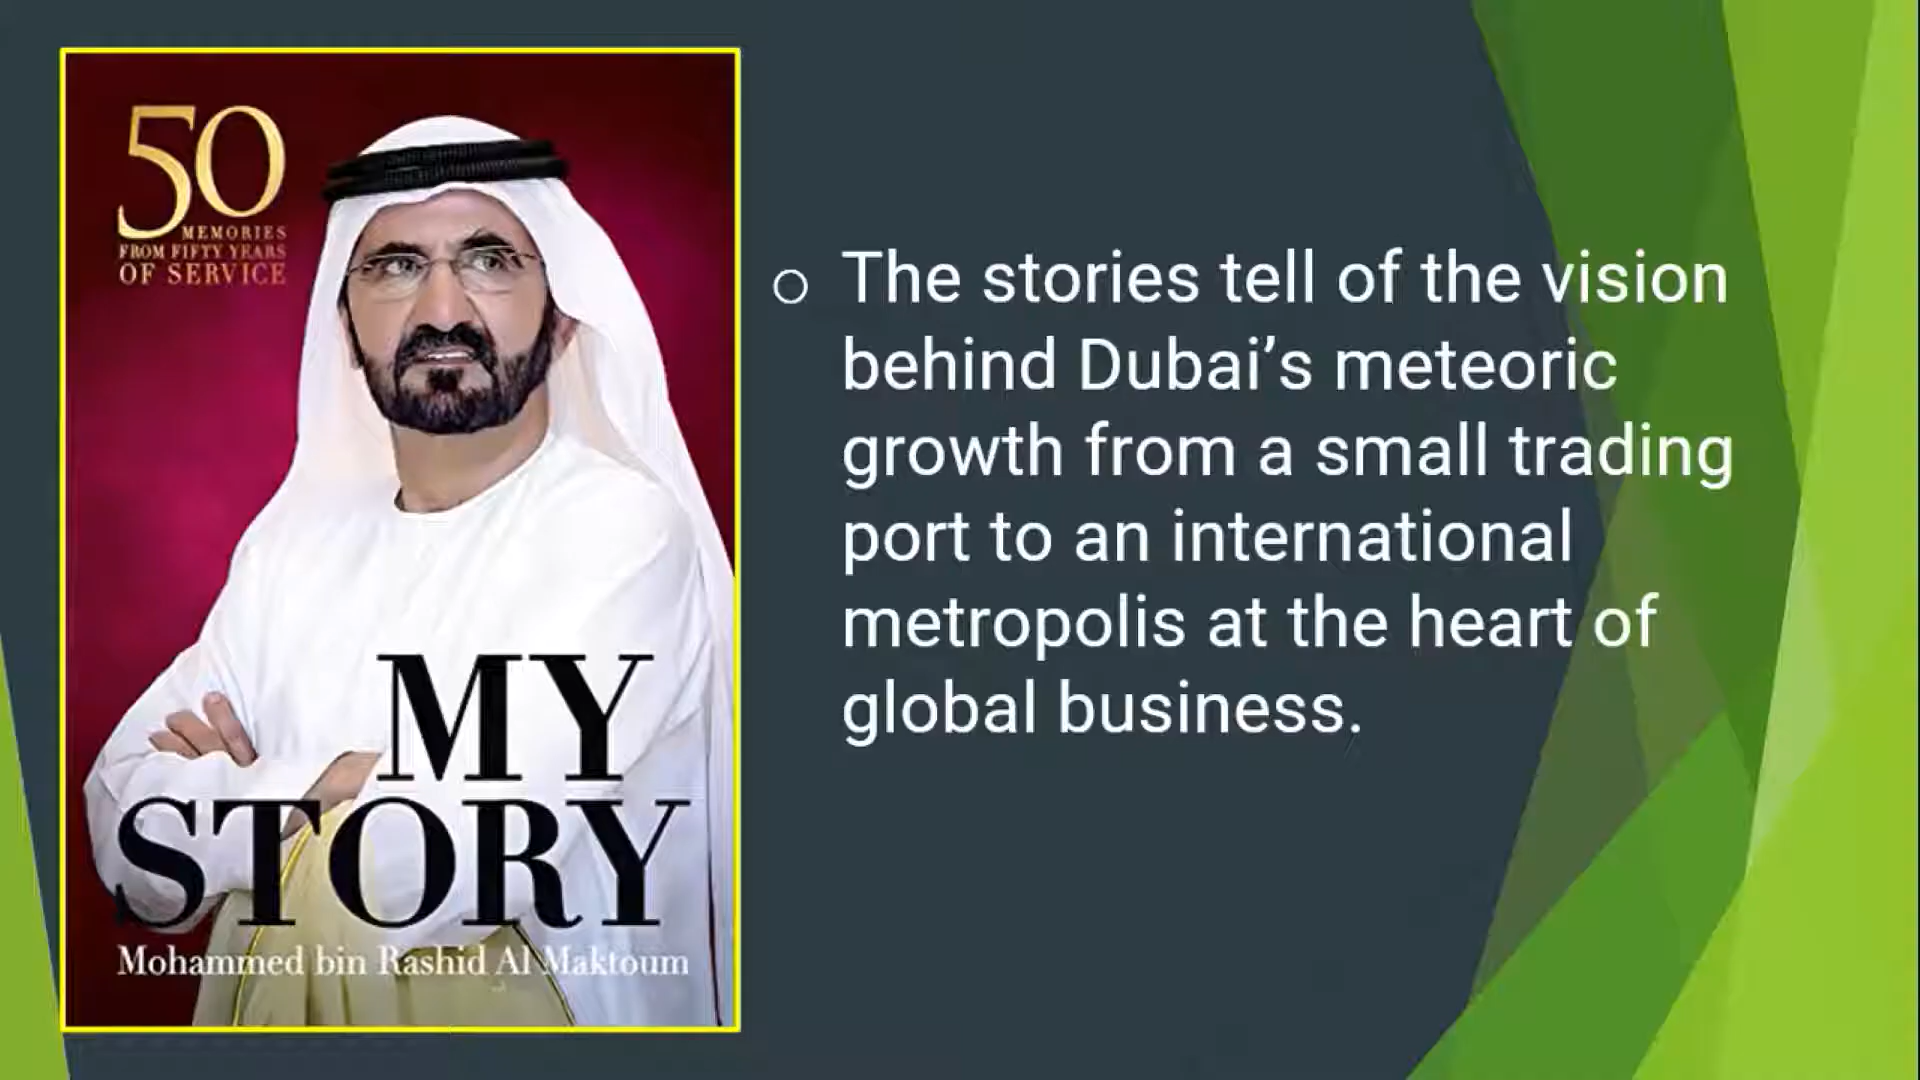 50
MEMORIES
FROM FIFTY YEARS
OF SERVICE
MY
STORY
Mohammed bin Rashid Al Maktoum
The stories tell of the vision
behind Dubai’s meteoric
growth from a small trading
port to an international
metropolis at the heart of
global business.